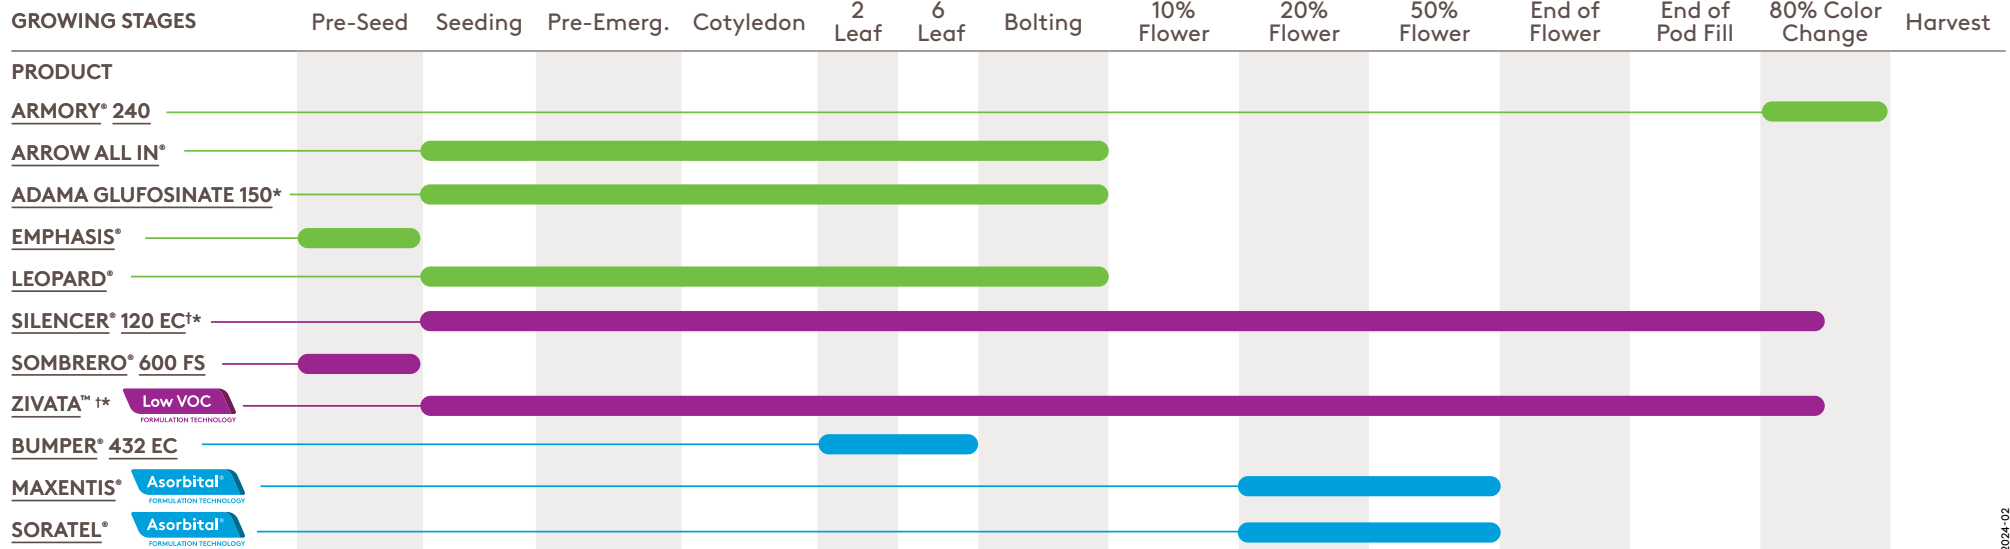 GROWING STAGES
Pre-Seed
Seeding
Pre-Emerg.
Cotyledon
2
Leaf
6
Leaf
Bolting
10%
Flower
20%
Flower
50%
Flower
End of
Flower
End of
Pod Fill
80% Color
Change
Harvest
PRODUCT
ARMORY® 240
ARROW ALL IN®
ADAMA GLUFOSINATE 150*
EMPHASIS®
LEOPARD®
SILENCER® 120 EC†*
SOMBRERO® 600 FS
ZIVATA™ †*
Low VOC
FORMULATION TECHNOLOGY
BUMPER® 432 EC
MAXENTIS®
Asorbital®
FORMULATION TECHNOLOGY
SORATEL®
Asorbital®
FORMULATION TECHNOLOGY
2024-02